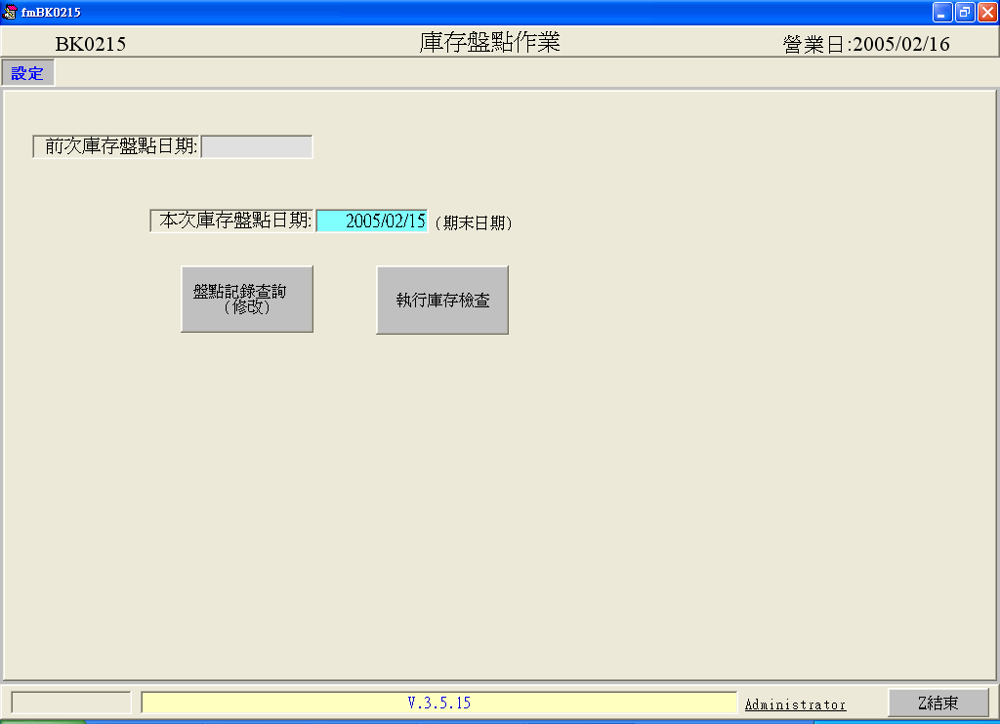 fmBK0215
BK0215 庫存盤點作業 營業日:2005/02/16
設定
前次庫存盤點日期:
本次庫存盤點日期: 2005/02/15 (期末日期)
盤點記錄查詢
(修改)
執行庫存檢查
V.3.5.15 Administrator Z結束